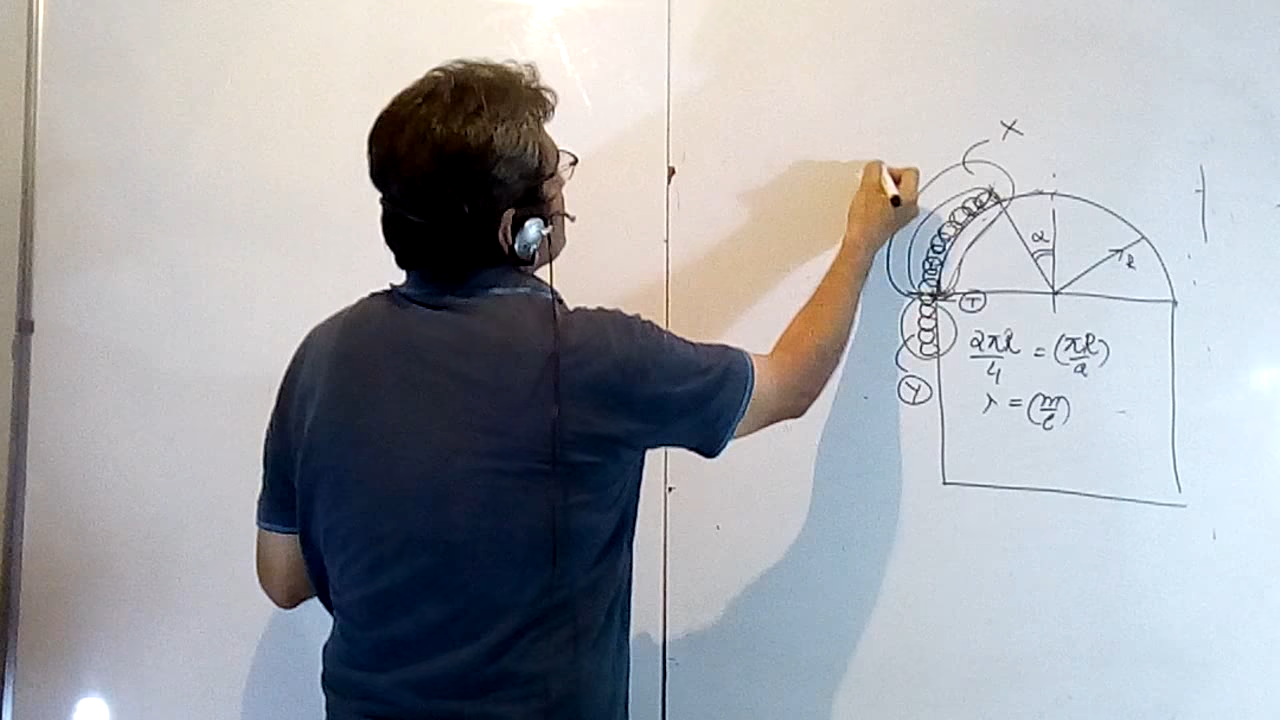 X
α
R
T
2πR/4 = (πR/2)
Y
λ = (m/l)